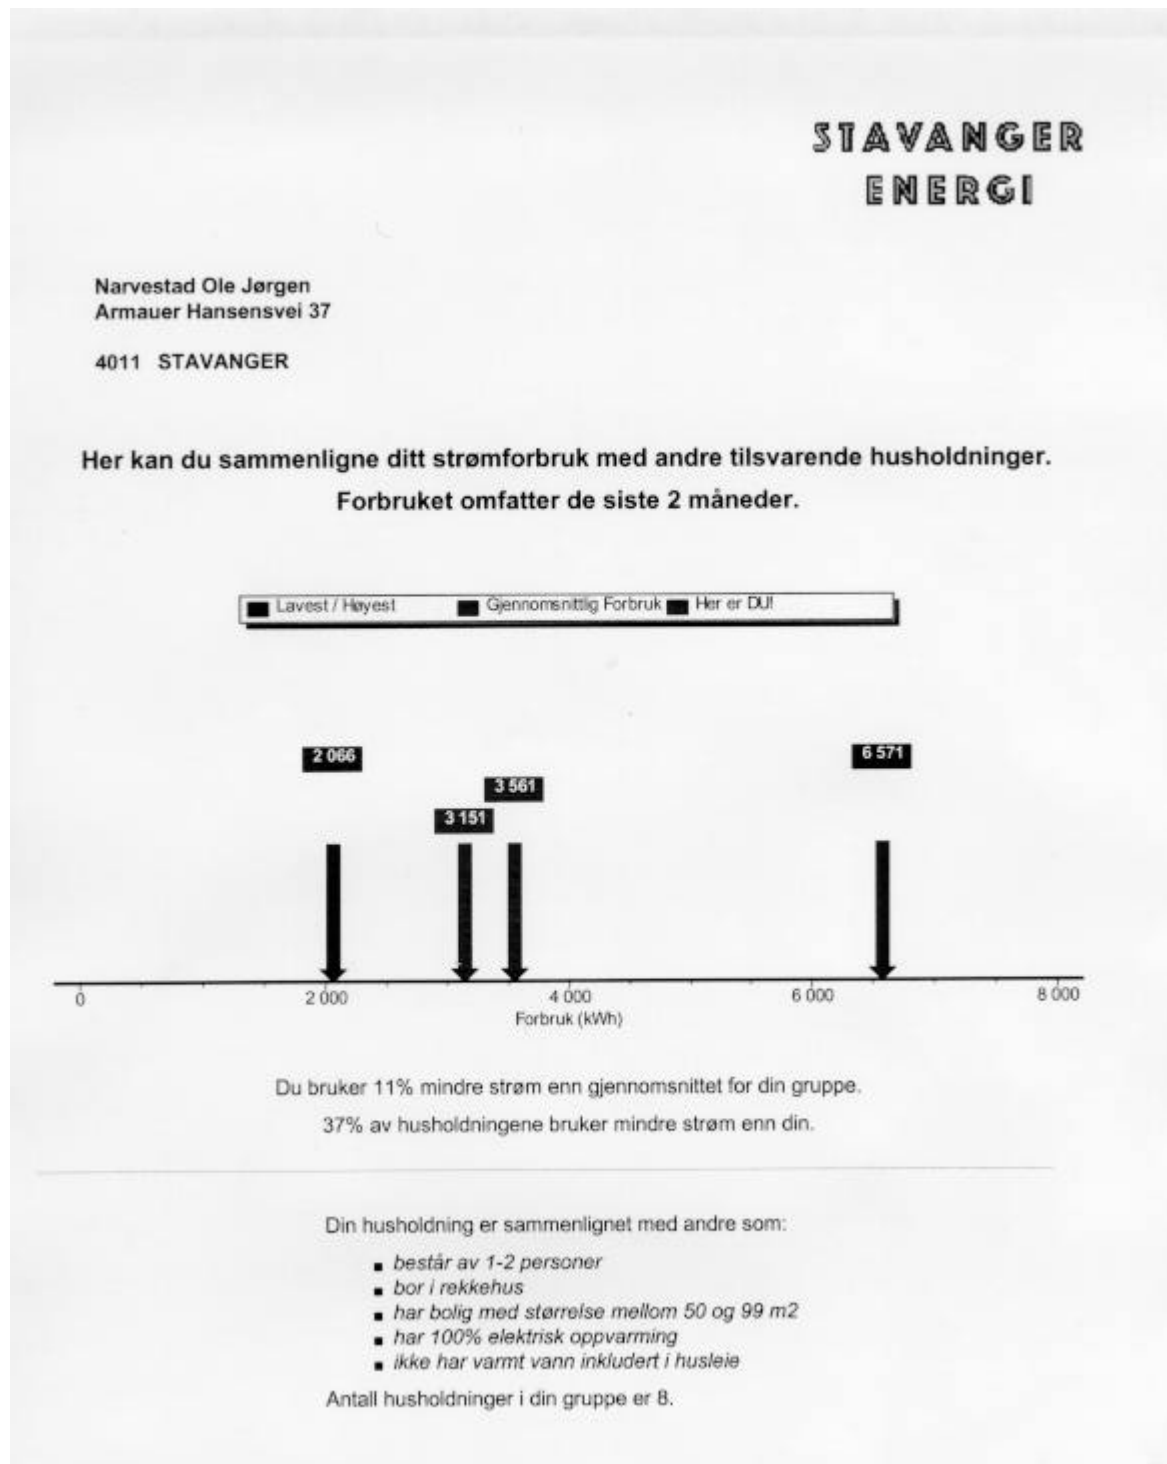 STAVANGER
ENERGI
Narvestad Ole Jørgen
Armauer Hansensvei 37
4011 STAVANGER
Her kan du sammenligne ditt strømforbruk med andre tilsvarende husholdninger.
Forbruket omfatter de siste 2 måneder.
Lavest / Høyest Gjennomsnittlig Forbruk Her er DU!
2 066
6 571
3 561
3 151
0 2 000 4 000 6 000 8 000
Forbruk (kWh)
Du bruker 11% mindre strøm enn gjennomsnittet for din gruppe.
37% av husholdningene bruker mindre strøm enn din.
Din husholdning er sammenlignet med andre som:
▪ består av 1-2 personer
▪ bor i rekkehus
▪ har bolig med størrelse mellom 50 og 99 m2
▪ har 100% elektrisk oppvarming
▪ ikke har varmt vann inkludert i husleie
Antall husholdninger i din gruppe er 8.